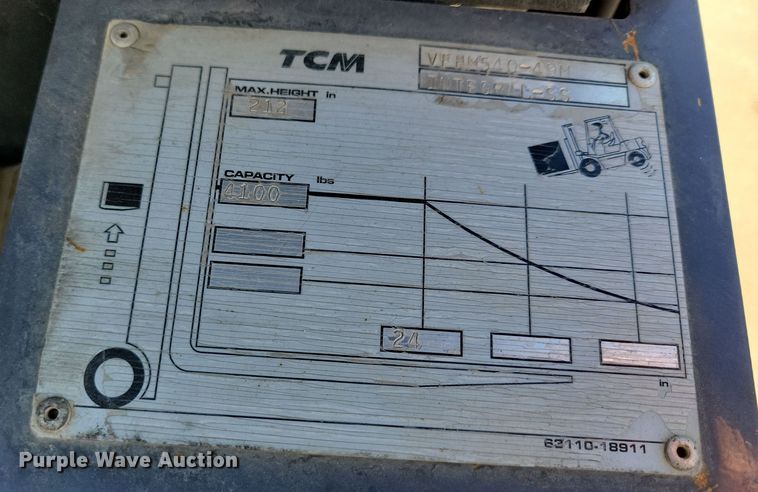 TCM
MAX.HEIGHT in
212
CAPACITY lbs
4100
24
in
63110-18911
Purple Wave Auction